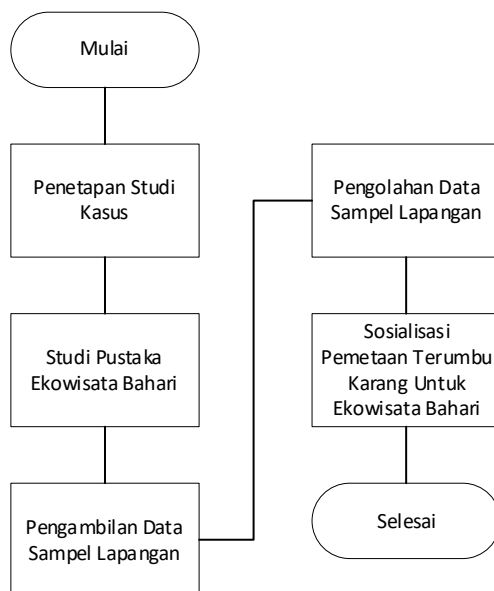 Mulai
Penetapan Studi
Kasus
Studi Pustaka
Ekowisata Bahari
Pengambilan Data
Sampel Lapangan
Pengolahan Data
Sampel Lapangan
Sosialisasi
Pemetaan Terumbu
Karang Untuk
Ekowisata Bahari
Selesai